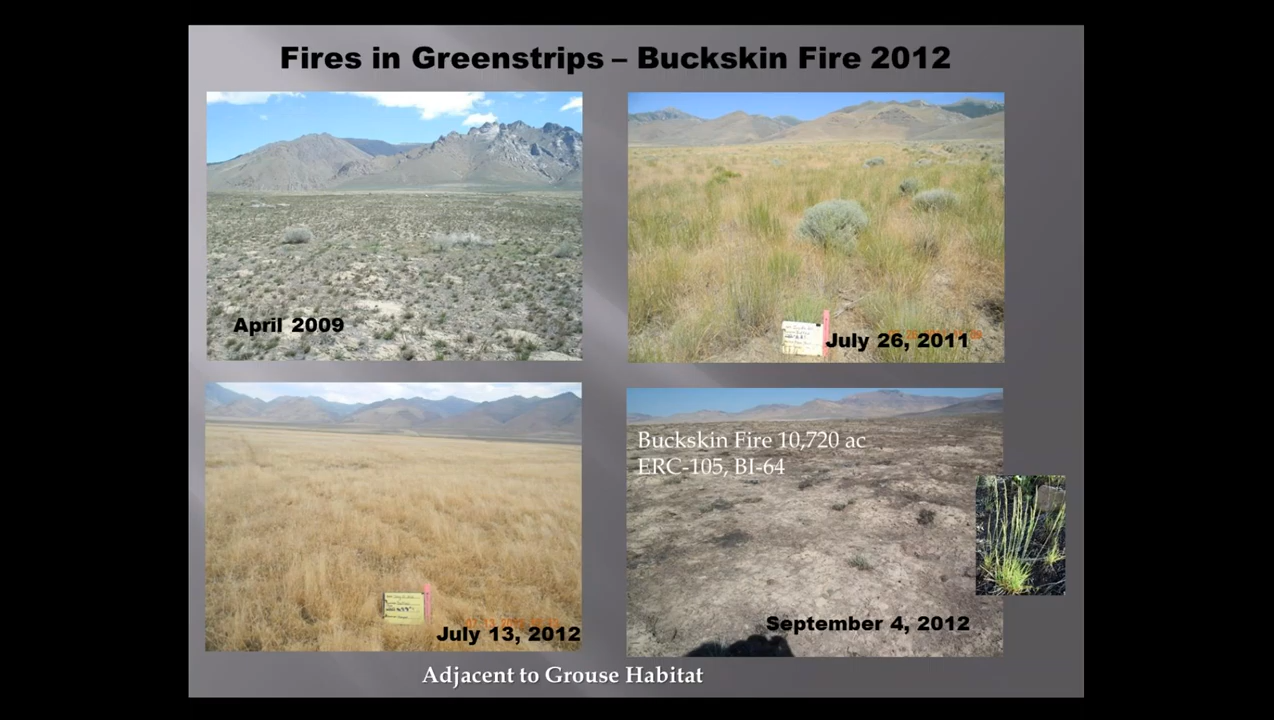 Fires in Greenstrips – Buckskin Fire 2012
April 2009
July 26, 2011
July 13, 2012
Buckskin Fire 10,720 ac
ERC-105, BI-64
September 4, 2012
Adjacent to Grouse Habitat